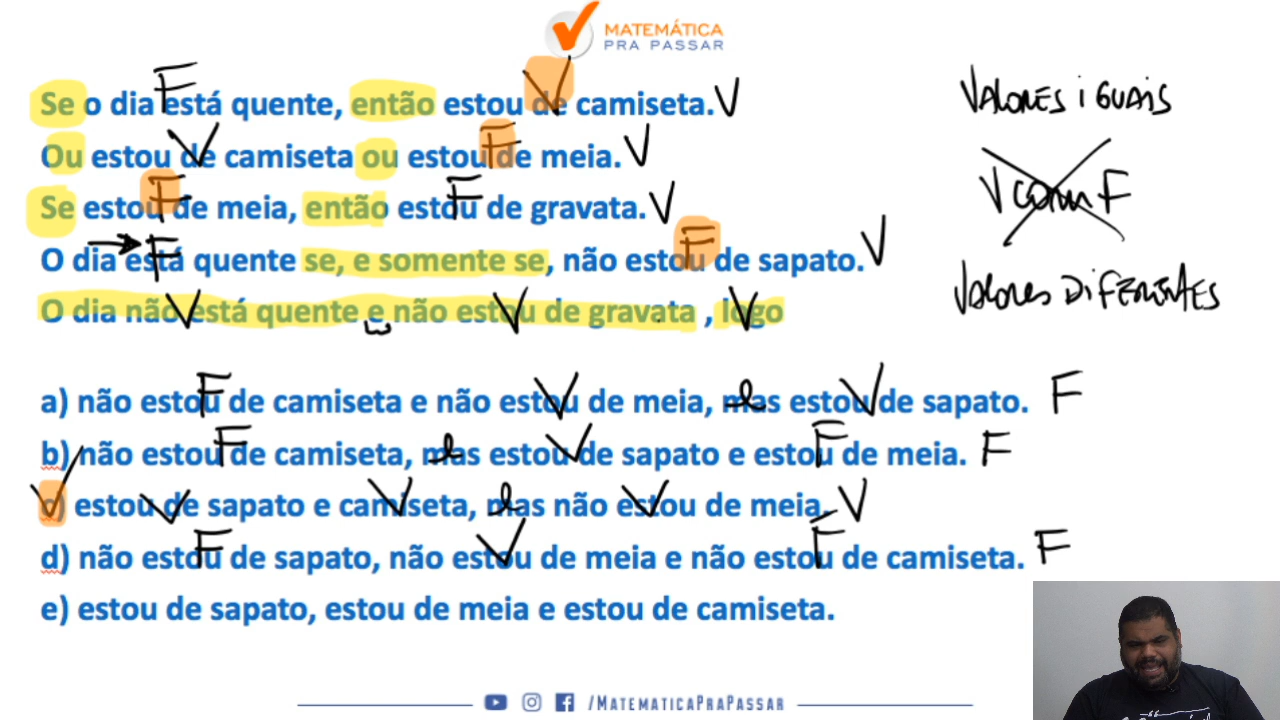 MATEMÁTICA
PRA PASSAR
Se o dia está quente, então estou de camiseta. V
F V
Ou estou de camiseta ou estou de meia. V
V F
Se estou de meia, então estou de gravata. V
F F
O dia está quente se, e somente se, não estou de sapato. V
F F
O dia não está quente e não estou de gravata , logo
V V V
VALORES iGUAiS
V com F
VALORES DiFERENTES
a) não estou de camiseta e não estou de meia, mas estou de sapato. F
F V e V
b) não estou de camiseta, mas estou de sapato e estou de meia. F
F e V F
c) estou de sapato e camiseta, mas não estou de meia. V
V V V e V
d) não estou de sapato, não estou de meia e não estou de camiseta. F
F V F
e) estou de sapato, estou de meia e estou de camiseta.
/MatematicaPraPassar